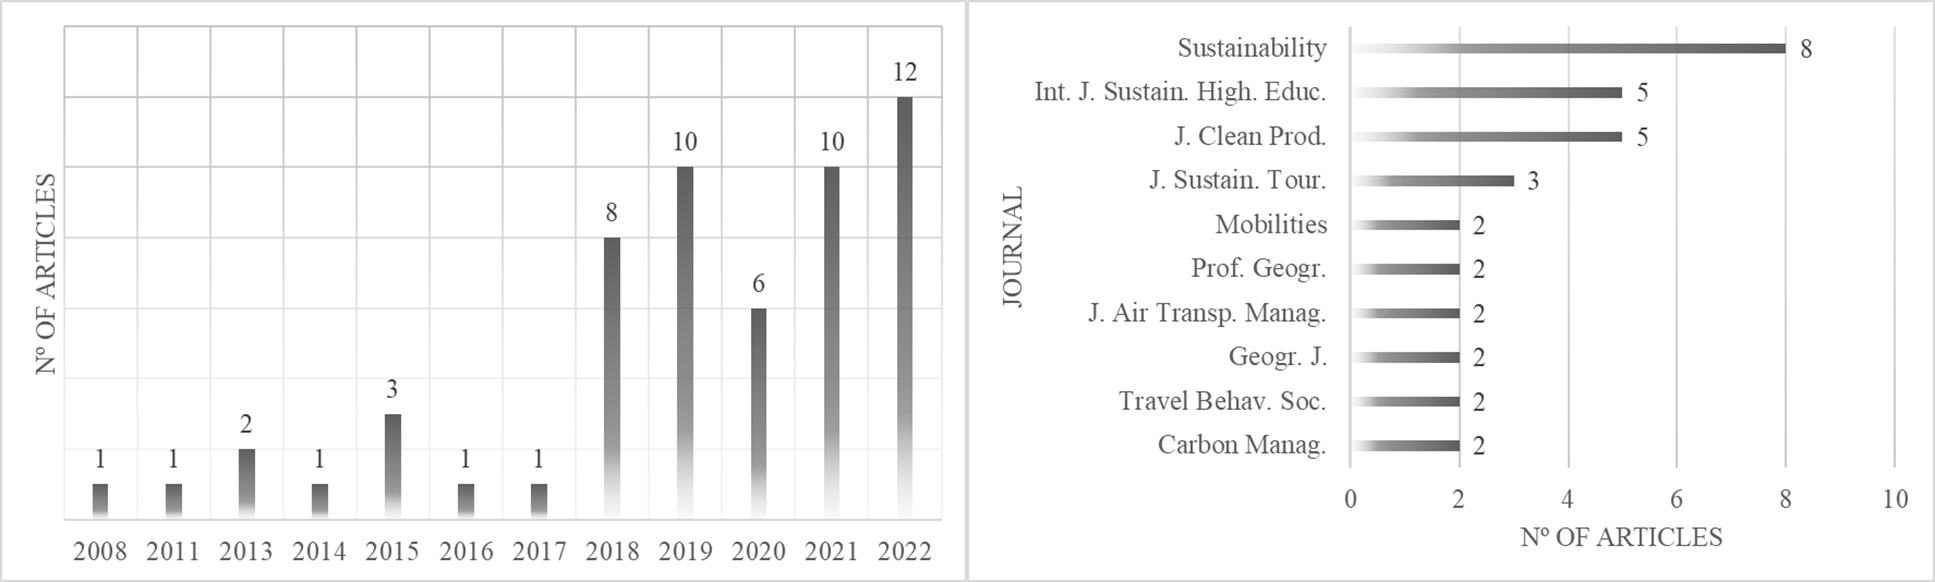 Nº OF ARTICLES
1
1
2
1
3
1
1
8
10
6
10
12
2008 2011 2013 2014 2015 2016 2017 2018 2019 2020 2021 2022
JOURNAL
Sustainability 8
Int. J. Sustain. High. Educ. 5
J. Clean Prod. 5
J. Sustain. Tour. 3
Mobilities 2
Prof. Geogr. 2
J. Air Transp. Manag. 2
Geogr. J. 2
Travel Behav. Soc. 2
Carbon Manag. 2
0 2 4 6 8 10
Nº OF ARTICLES